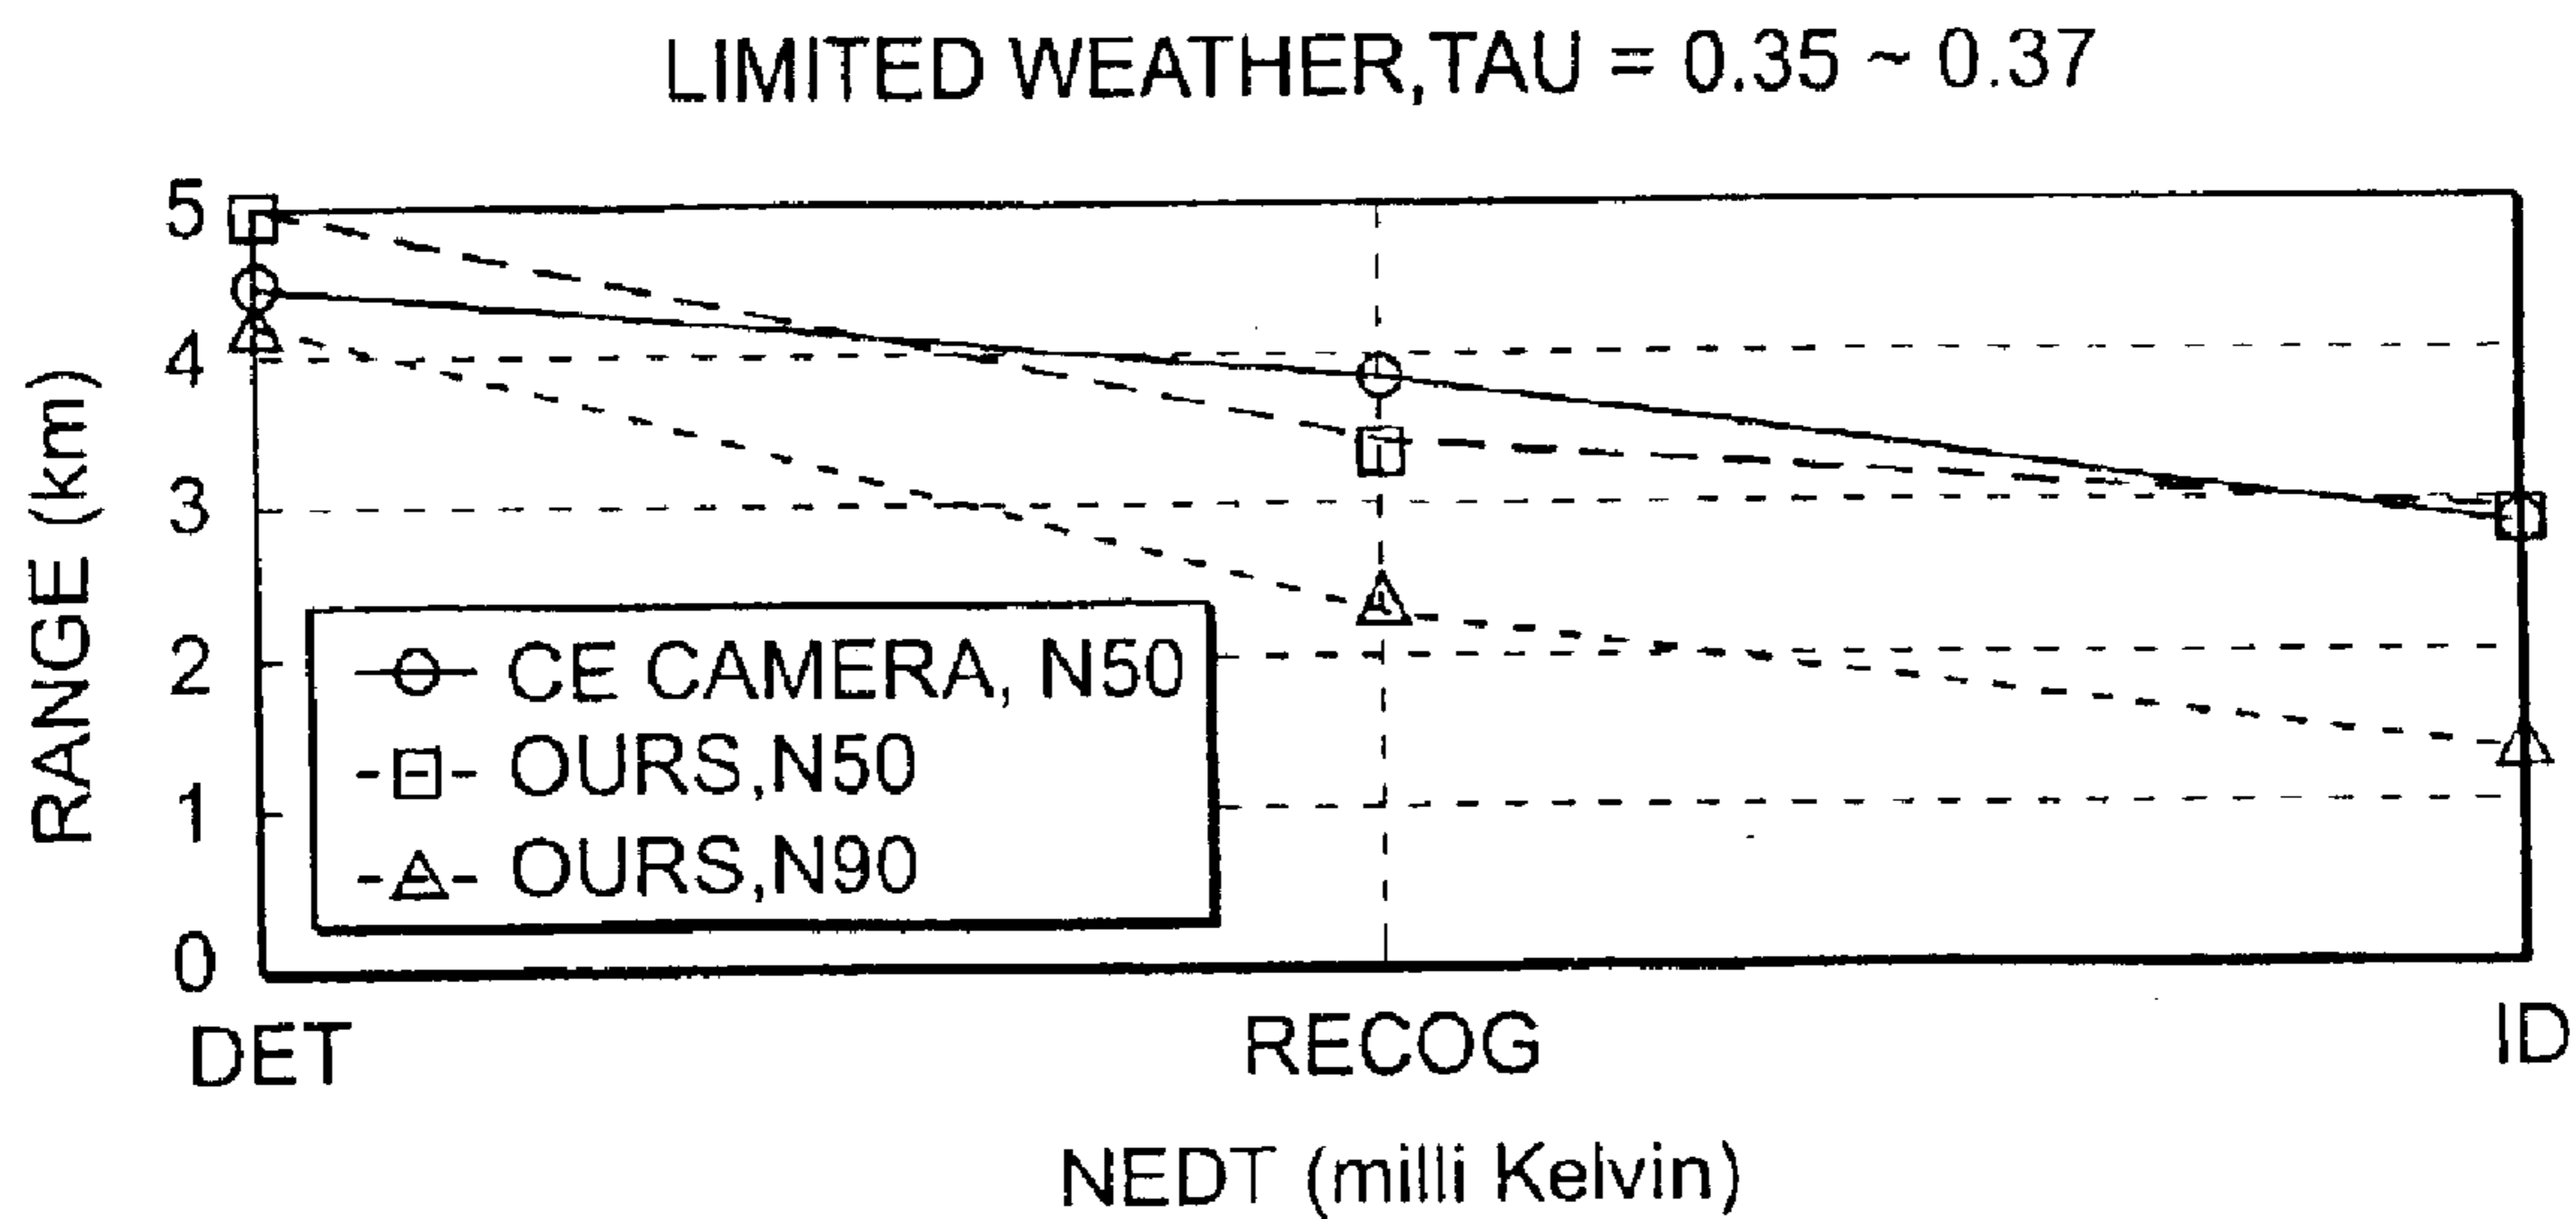 LIMITED WEATHER,TAU = 0.35 ~ 0.37
5
4
3
2
1
0
RANGE (km)
CE CAMERA, N50
OURS,N50
OURS,N90
DET RECOG ID
NEDT (milli Kelvin)